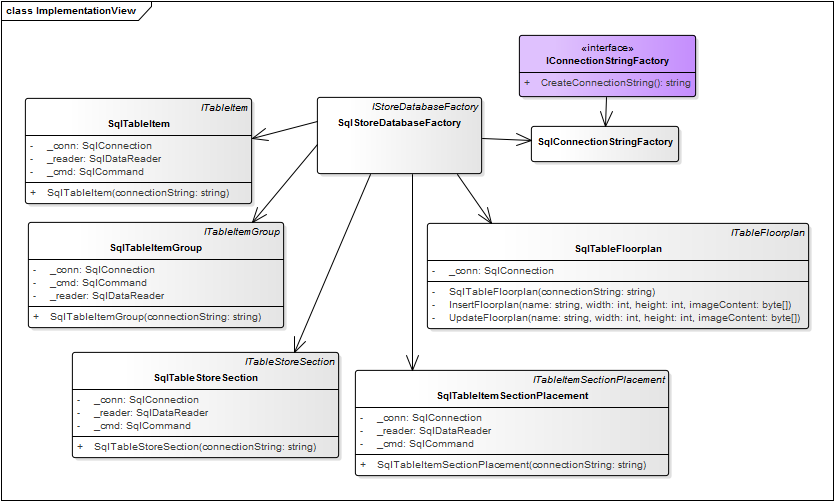 class ImplementationView
«interface»
IConnectionStringFactory
+ CreateConnectionString(): string
ITableItem
SqlTableItem
- _conn: SqlConnection
- _reader: SqlDataReader
- _cmd: SqlCommand
+ SqlTableItem(connectionString: string)
IStoreDatabaseFactory
SqlStoreDatabaseFactory
SqlConnectionStringFactory
ITableItemGroup
SqlTableItemGroup
- _conn: SqlConnection
- _cmd: SqlCommand
- _reader: SqlDataReader
+ SqlTableItemGroup(connectionString: string)
ITableFloorplan
SqlTableFloorplan
- _conn: SqlConnection
- SqlTableFloorplan(connectionString: string)
- InsertFloorplan(name: string, width: int, height: int, imageContent: byte[])
- UpdateFloorplan(name: string, width: int, height: int, imageContent: byte[])
ITableStoreSection
SqlTableStoreSection
- _conn: SqlConnection
- _reader: SqlDataReader
- _cmd: SqlCommand
+ SqlTableStoreSection(connectionString: string)
ITableItemSectionPlacement
SqlTableItemSectionPlacement
- _conn: SqlConnection
- _reader: SqlDataReader
- _cmd: SqlCommand
+ SqlTableItemSectionPlacement(connectionString: string)